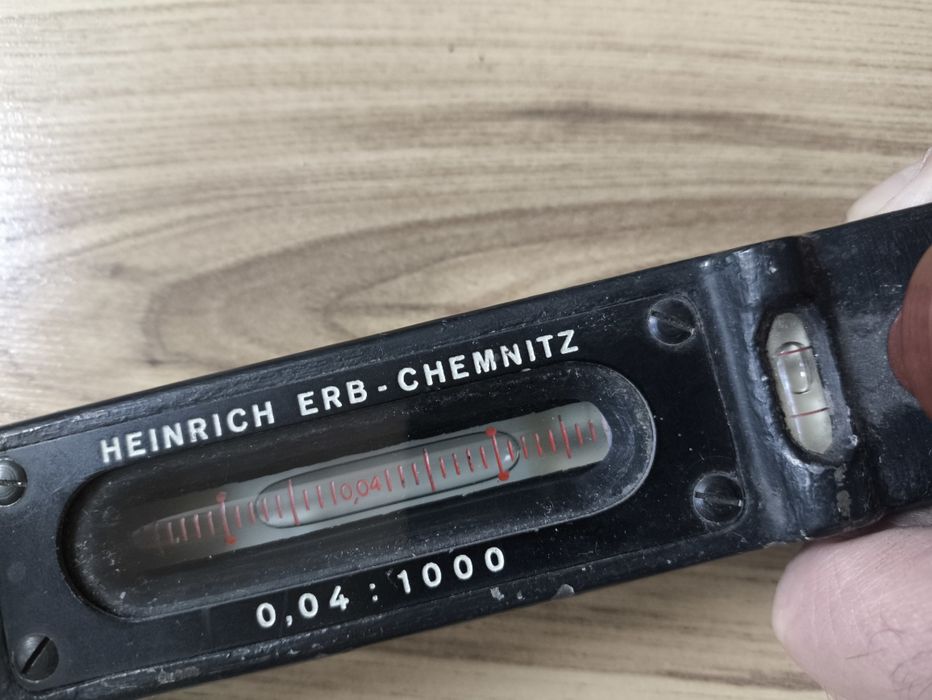 HEINRICH ERB-CHEMNITZ
0,04
0,04 : 1000